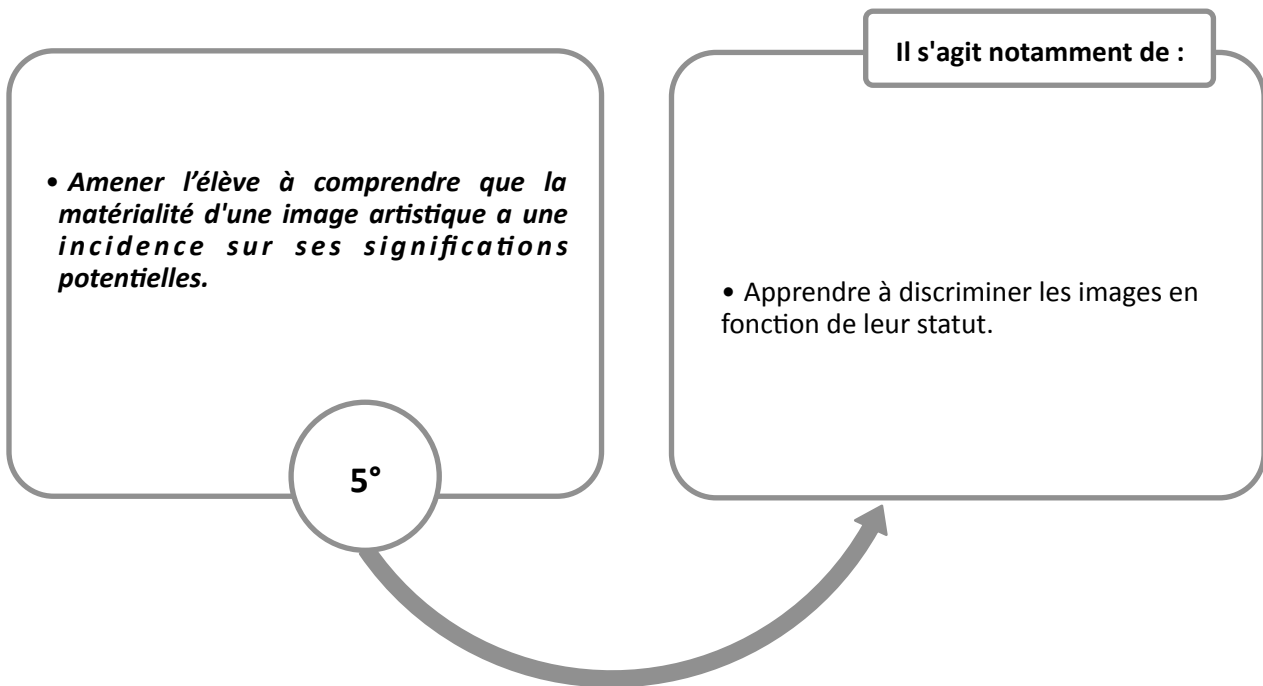 • Amener l’élève à comprendre que la
matérialité d'une image artistique a une
incidence sur ses significations
potentielles.
5°
Il s'agit notamment de :
• Apprendre à discriminer les images en
fonction de leur statut.